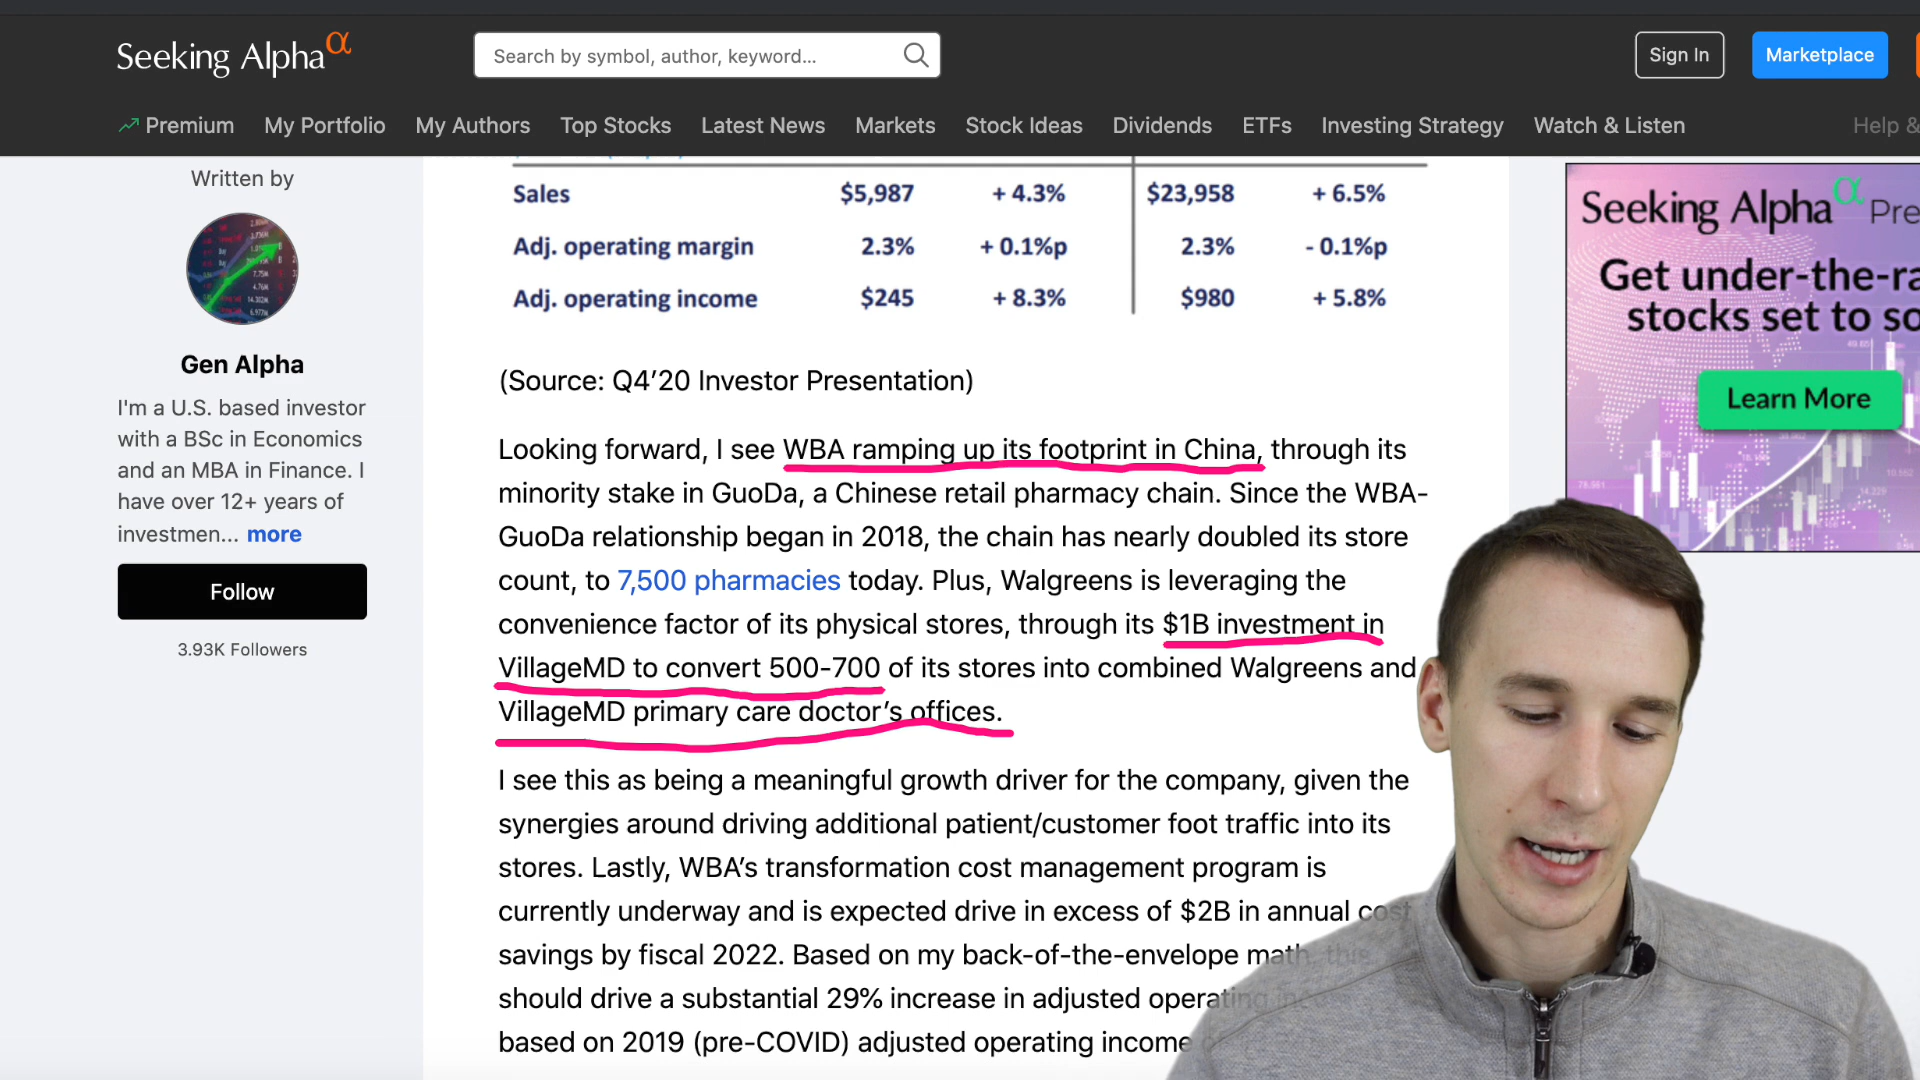 Seeking Alpha α
Search by symbol, author, keyword...
Sign In
Marketplace
Premium My Portfolio My Authors Top Stocks Latest News Markets Stock Ideas Dividends ETFs Investing Strategy Watch & Listen Help &
Written by
Gen Alpha
I'm a U.S. based investor
with a BSc in Economics
and an MBA in Finance. I
have over 12+ years of
investmen... more
Follow
3.93K Followers
Sales $5,987 + 4.3% $23,958 + 6.5%
Adj. operating margin 2.3% + 0.1%p 2.3% - 0.1%p
Adj. operating income $245 + 8.3% $980 + 5.8%
(Source: Q4’20 Investor Presentation)
Looking forward, I see WBA ramping up its footprint in China, through its
minority stake in GuoDa, a Chinese retail pharmacy chain. Since the WBA-
GuoDa relationship began in 2018, the chain has nearly doubled its store
count, to 7,500 pharmacies today. Plus, Walgreens is leveraging the
convenience factor of its physical stores, through its $1B investment in
VillageMD to convert 500-700 of its stores into combined Walgreens and
VillageMD primary care doctor’s offices.
I see this as being a meaningful growth driver for the company, given the
synergies around driving additional patient/customer foot traffic into its
stores. Lastly, WBA’s transformation cost management program is
currently underway and is expected drive in excess of $2B in annual cost
savings by fiscal 2022. Based on my back-of-the-envelope math, this
should drive a substantial 29% increase in adjusted operating
based on 2019 (pre-COVID) adjusted operating income
Seeking Alpha α Pre
Get under-the-ra
stocks set to so
Learn More